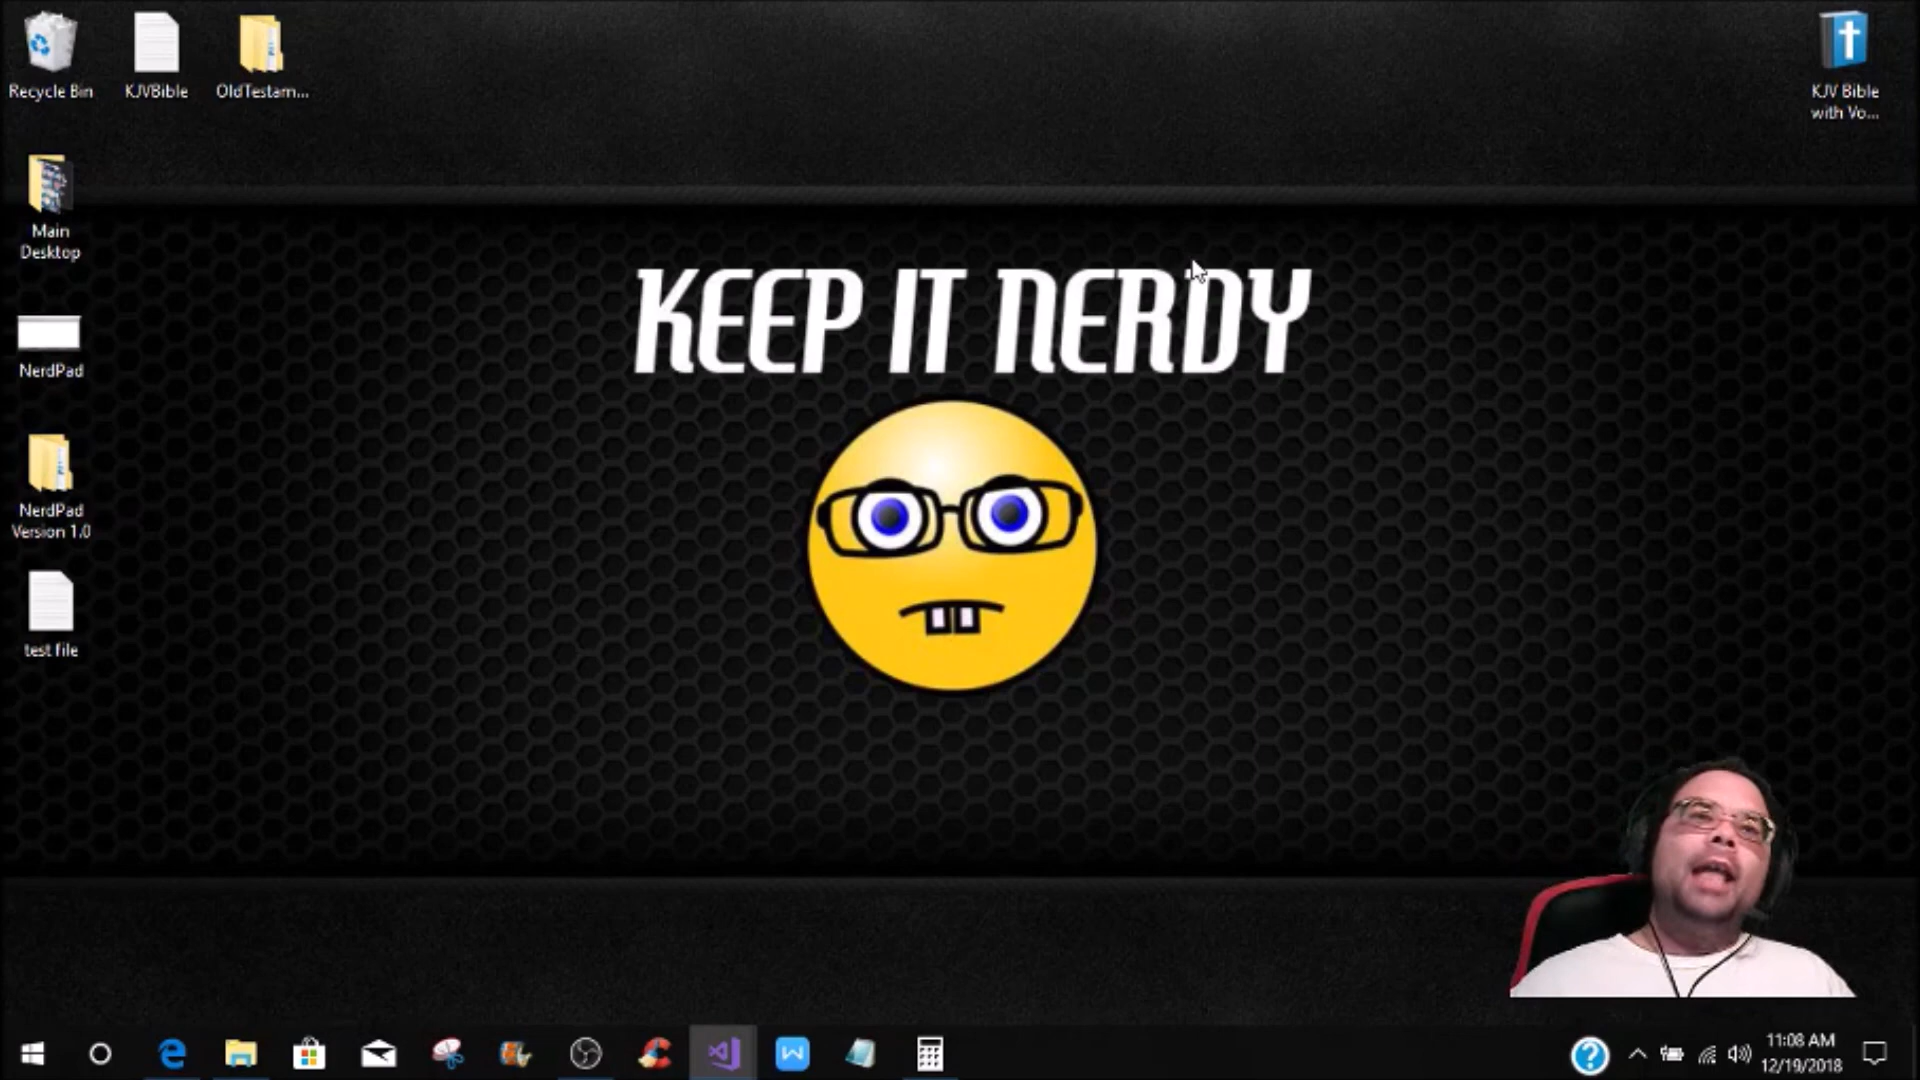 Recycle Bin
KJVBible
OldTestam...
KJV Bible
with Vo...
Main
Desktop
KEEP IT NERDY
NerdPad
NerdPad
Version 1.0
test file
11:08 AM
12/19/2018